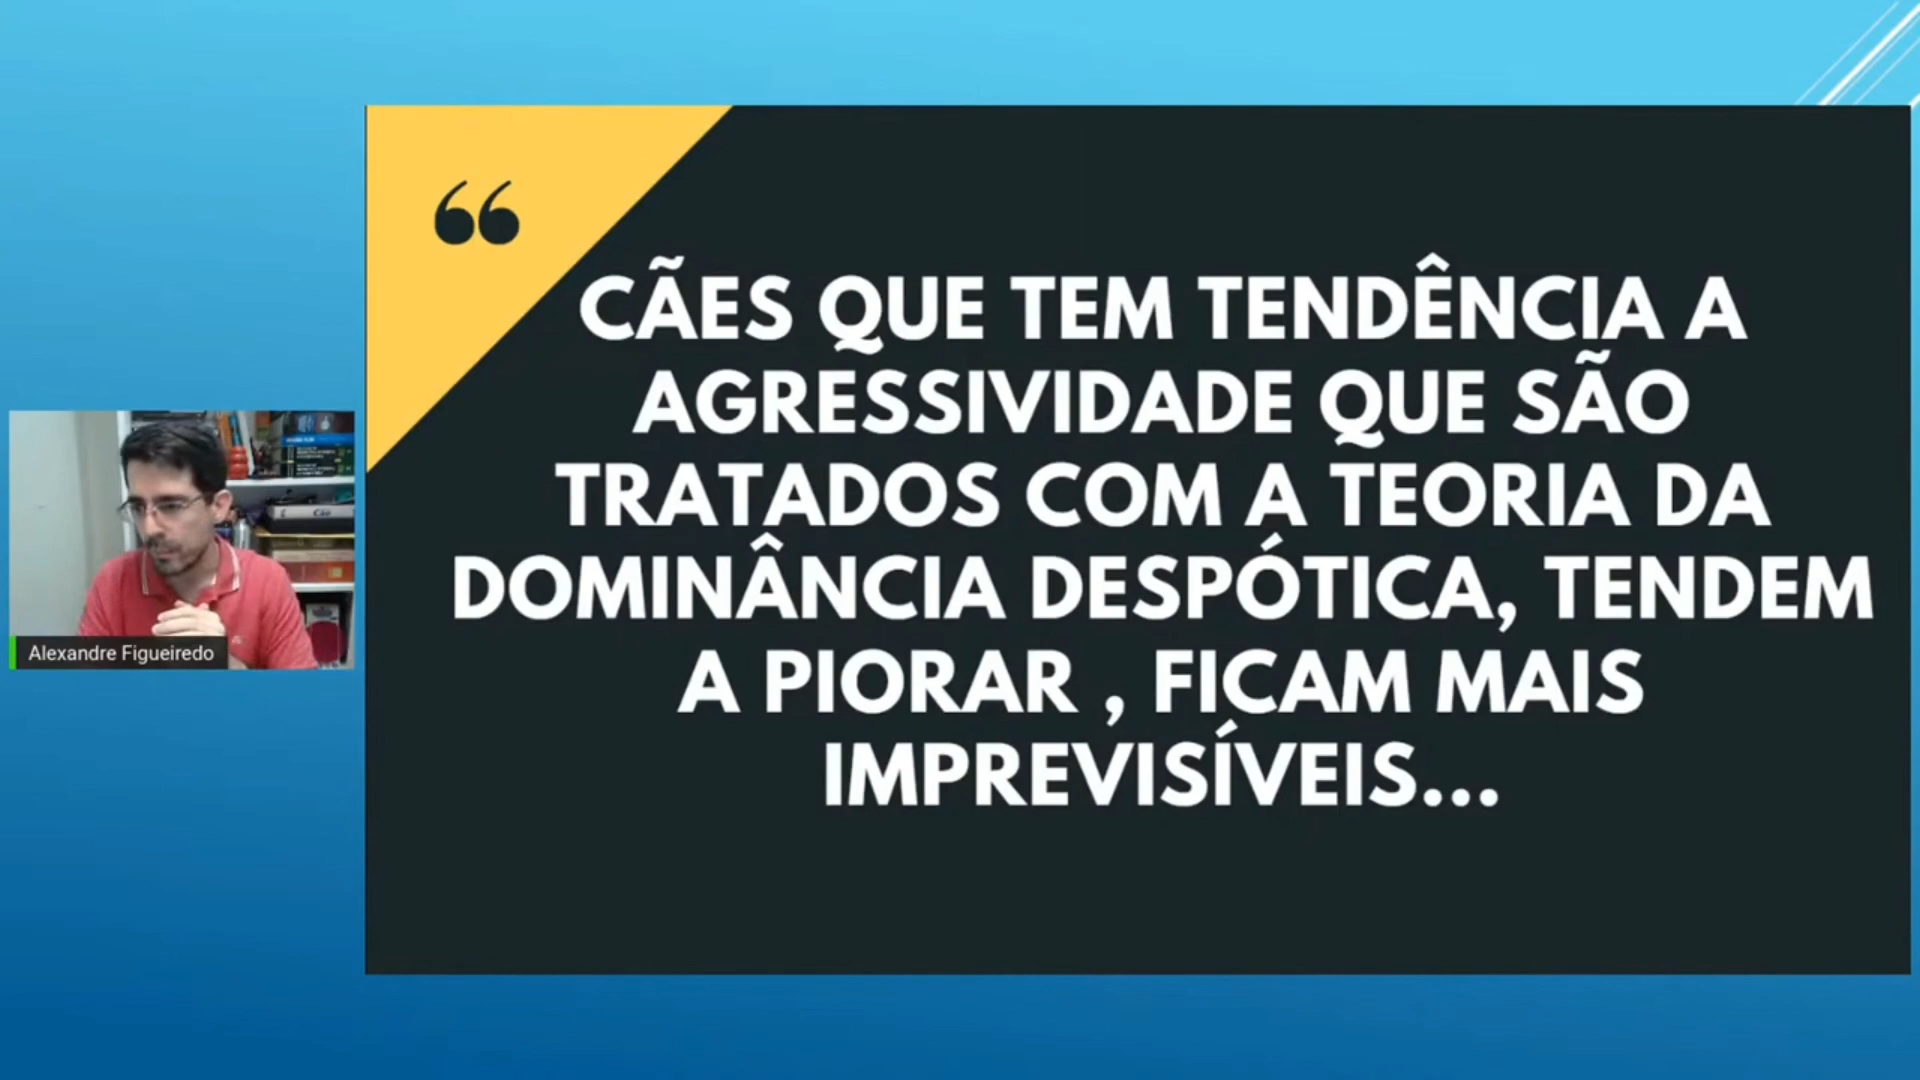 “
CÃES QUE TEM TENDÊNCIA A
AGRESSIVIDADE QUE SÃO
TRATADOS COM A TEORIA DA
DOMINÂNCIA DESPÓTICA, TENDEM
A PIORAR , FICAM MAIS
IMPREVISÍVEIS...
Cão
Alexandre Figueiredo